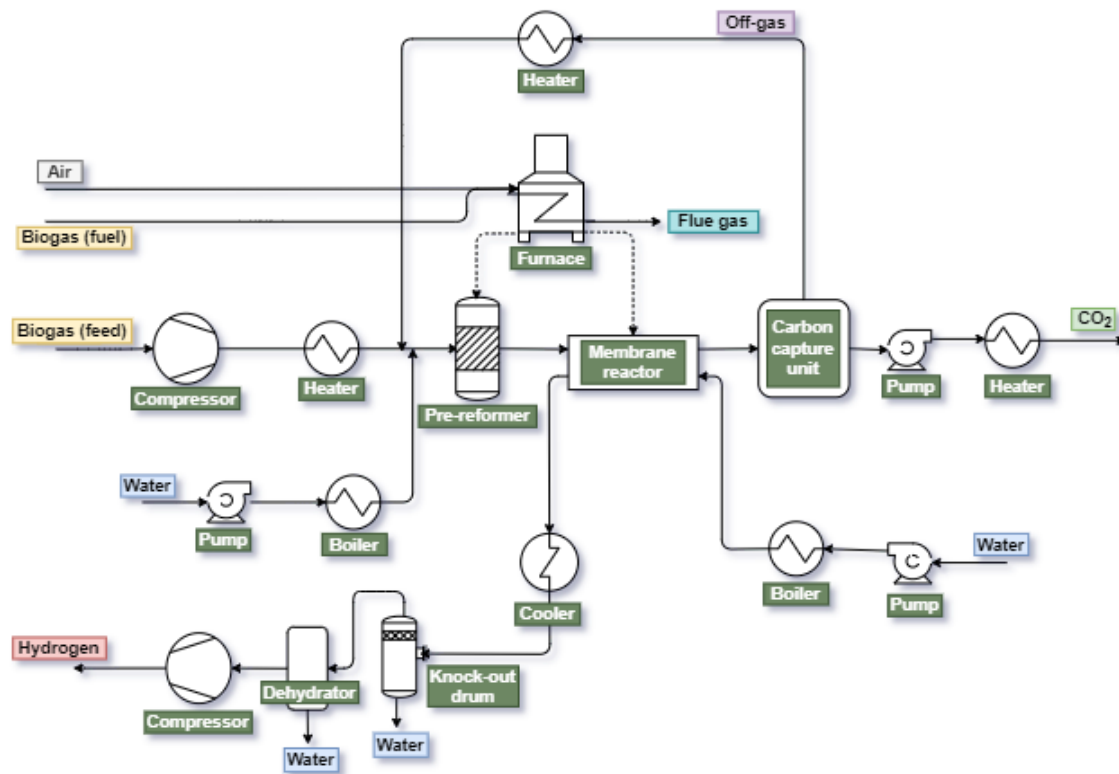 Off-gas
Heater
Air
Biogas (fuel)
Flue gas
Furnace
Biogas (feed)
Compressor
Heater
Pre-reformer
Membrane
reactor
Carbon
capture
unit
Pump
Heater
CO₂
Water
Pump
Boiler
Cooler
Boiler
Pump
Water
Hydrogen
Compressor
Dehydrator
Knock-out
drum
Water
Water